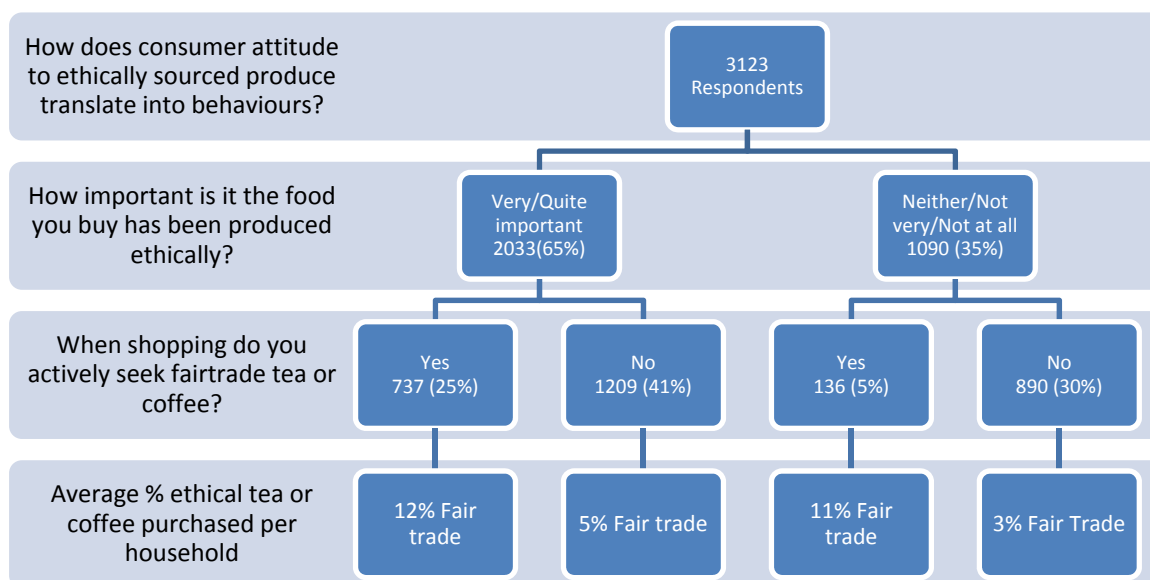 How does consumer attitude
to ethically sourced produce
translate into behaviours?
3123
Respondents
How important is it the food
you buy has been produced
ethically?
Very/Quite
important
2033(65%)
Neither/Not
very/Not at all
1090 (35%)
When shopping do you
actively seek fairtrade tea or
coffee?
Yes
737 (25%)
No
1209 (41%)
Yes
136 (5%)
No
890 (30%)
Average % ethical tea or
coffee purchased per
household
12% Fair
trade
5% Fair trade
11% Fair
trade
3% Fair Trade